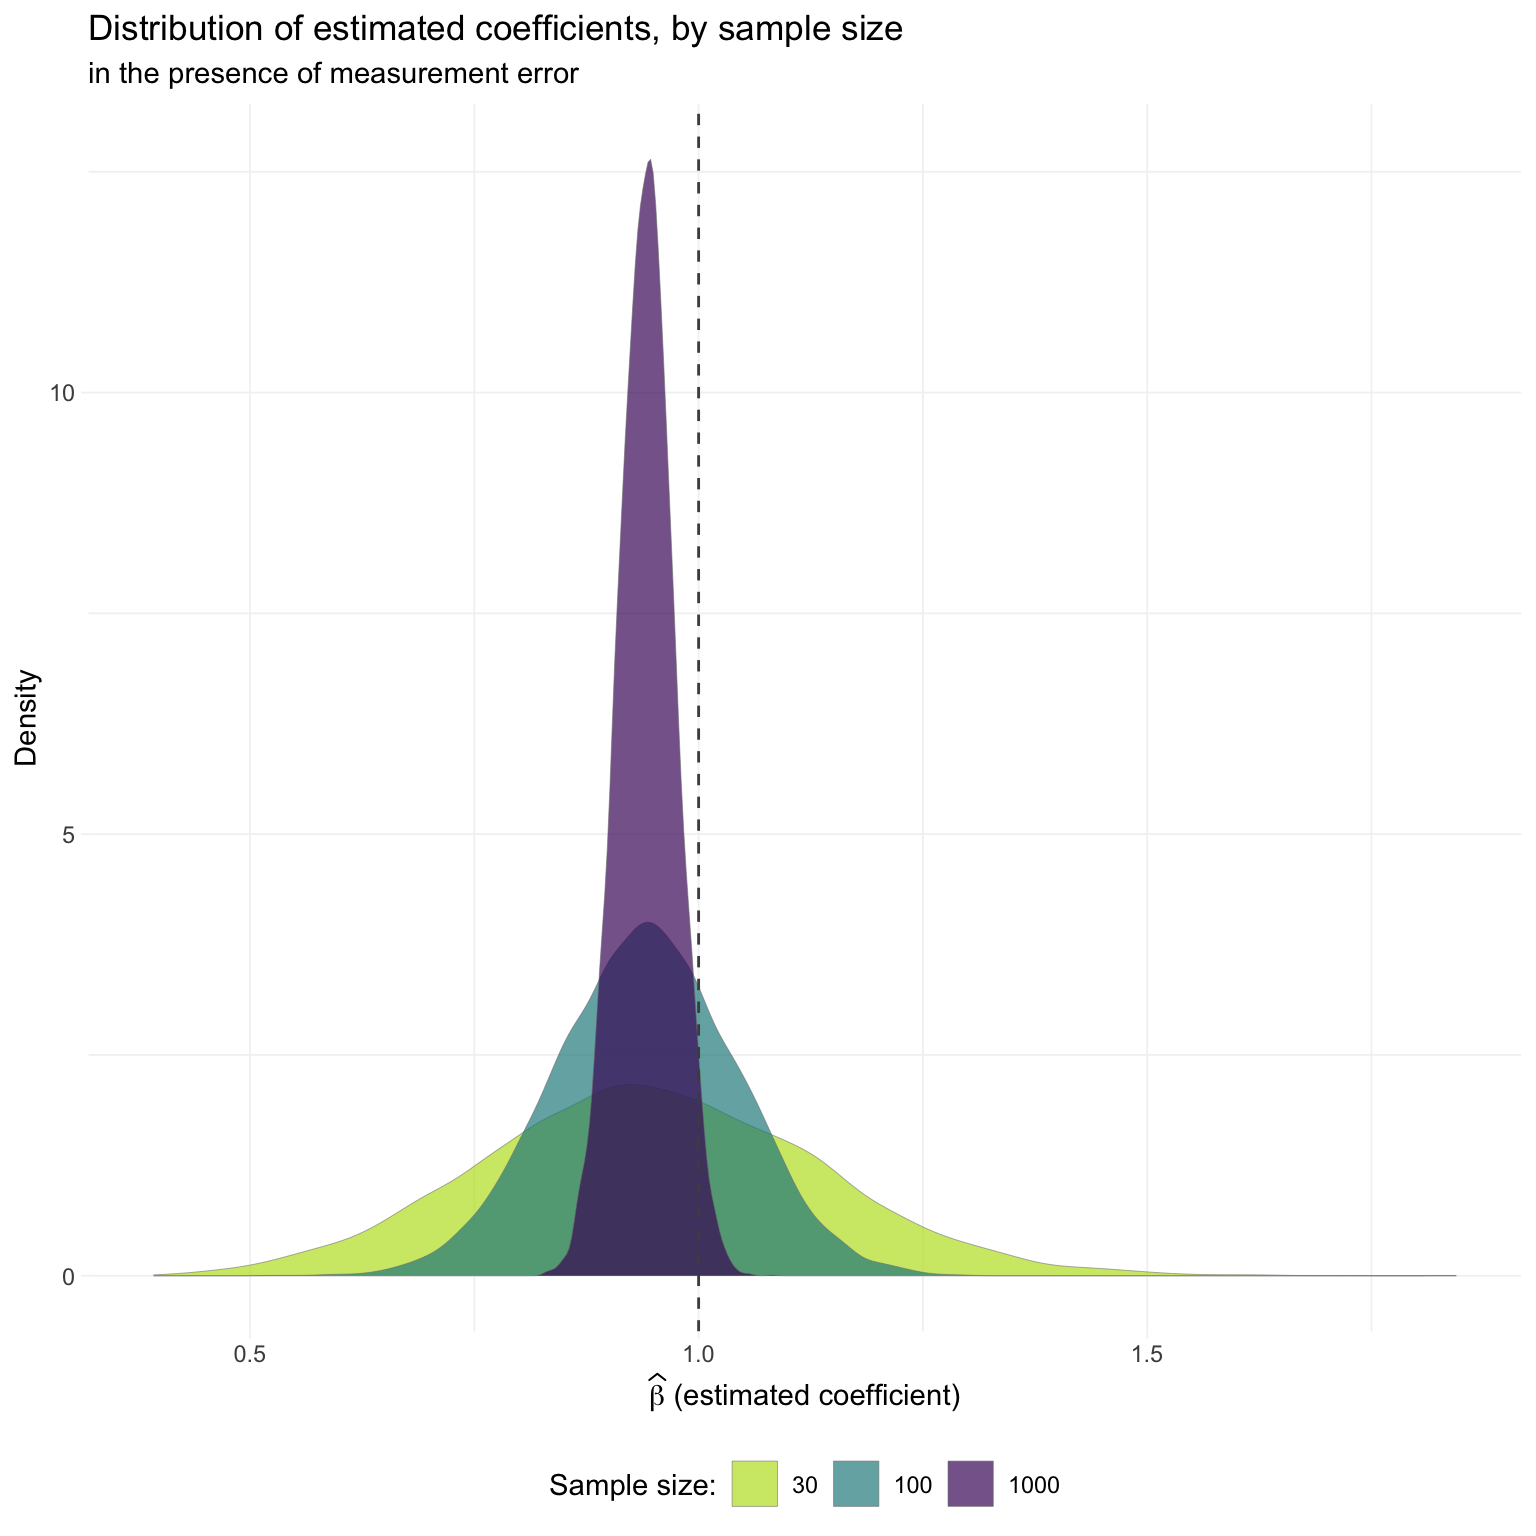 Distribution of estimated coefficients, by sample size
in the presence of measurement error
Density
10
5
0
0.5 1.0 1.5
β̂ (estimated coefficient)
Sample size: 30 100 1000